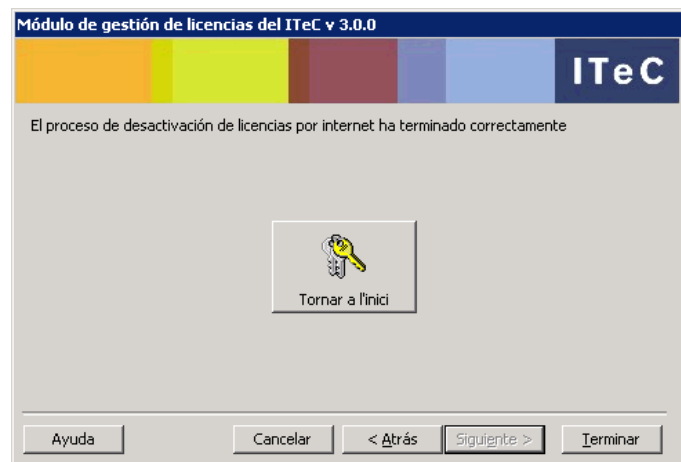 Módulo de gestión de licencias del ITeC v 3.0.0
ITeC
El proceso de desactivación de licencias por internet ha terminado correctamente
Tornar a l'inici
Ayuda Cancelar < Atrás Siguiente > Terminar